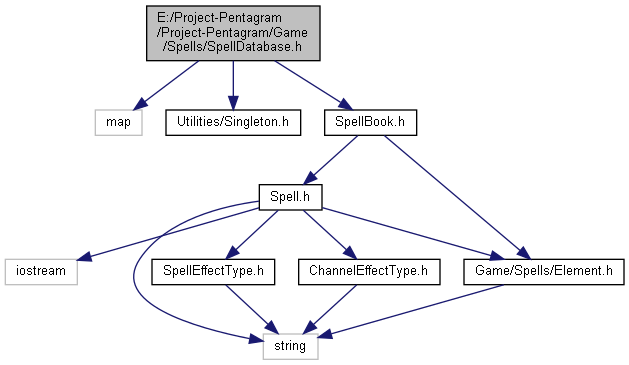 E:/Project-Pentagram
/Project-Pentagram/Game
/Spells/SpellDatabase.h
map
Utilities/Singleton.h
SpellBook.h
Spell.h
iostream
SpellEffectType.h
ChannelEffectType.h
Game/Spells/Element.h
string